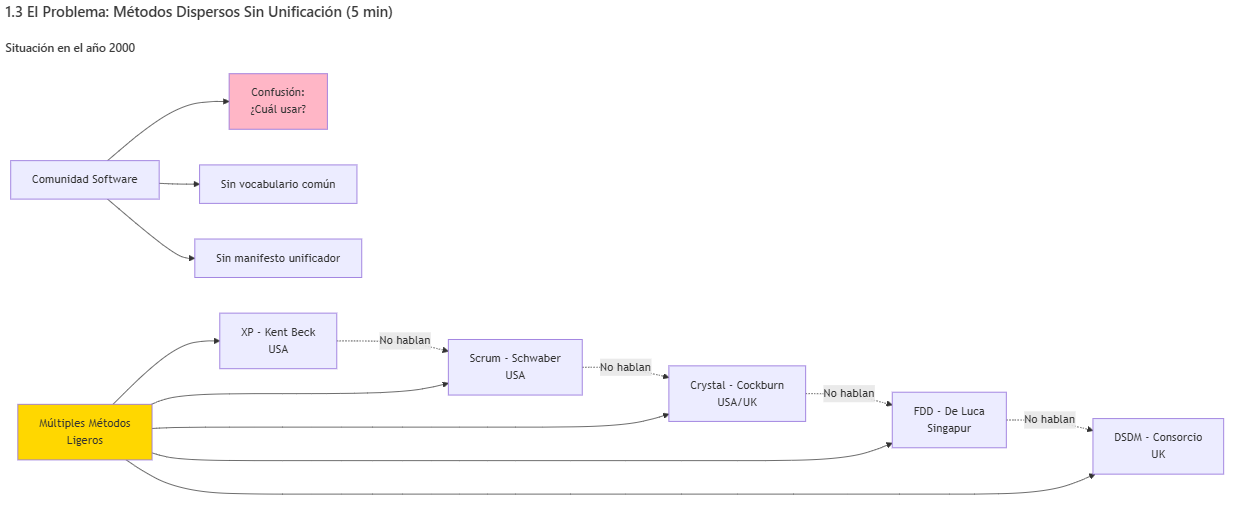 1.3 El Problema: Métodos Dispersos Sin Unificación (5 min)
Situación en el año 2000
Confusión:
¿Cuál usar?
Comunidad Software
Sin vocabulario común
Sin manifesto unificador
XP - Kent Beck
USA
No hablan
Scrum - Schwaber
USA
No hablan
Crystal - Cockburn
USA/UK
No hablan
FDD - De Luca
Singapur
No hablan
DSDM - Consorcio
UK
Múltiples Métodos
Ligeros